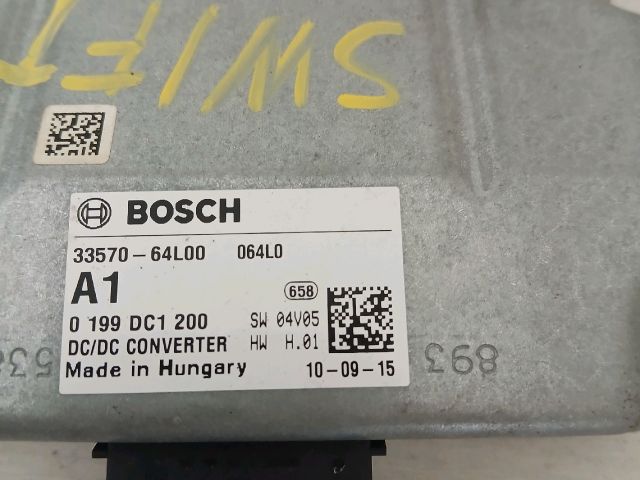 SWIFT
BOSCH
33570-64L00 064L0
A1
658
0 199 DC1 200 SW 04V05
DC/DC CONVERTER HW H.01
Made in Hungary 10-09-15
893